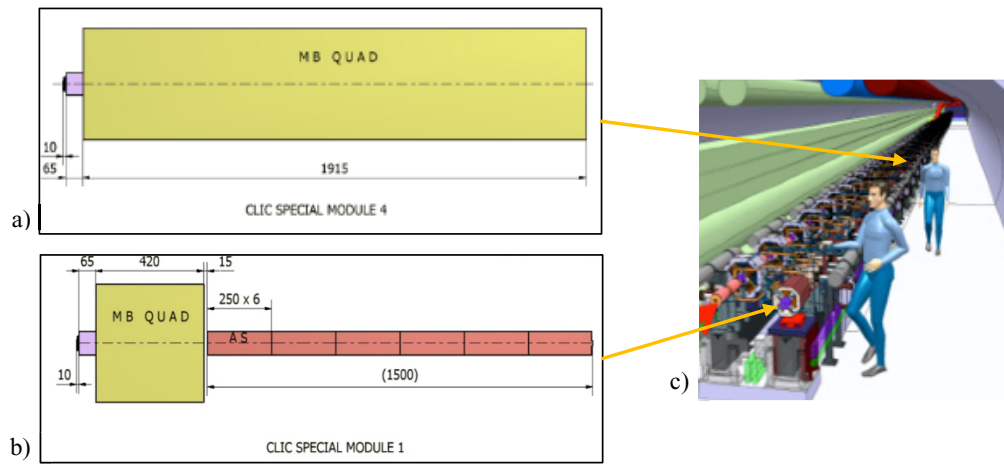 MB QUAD
10
65
1915
CLIC SPECIAL MODULE 4
a)
65
420
15
250 x 6
MB QUAD
AS
10
(1500)
CLIC SPECIAL MODULE 1
b)
c)